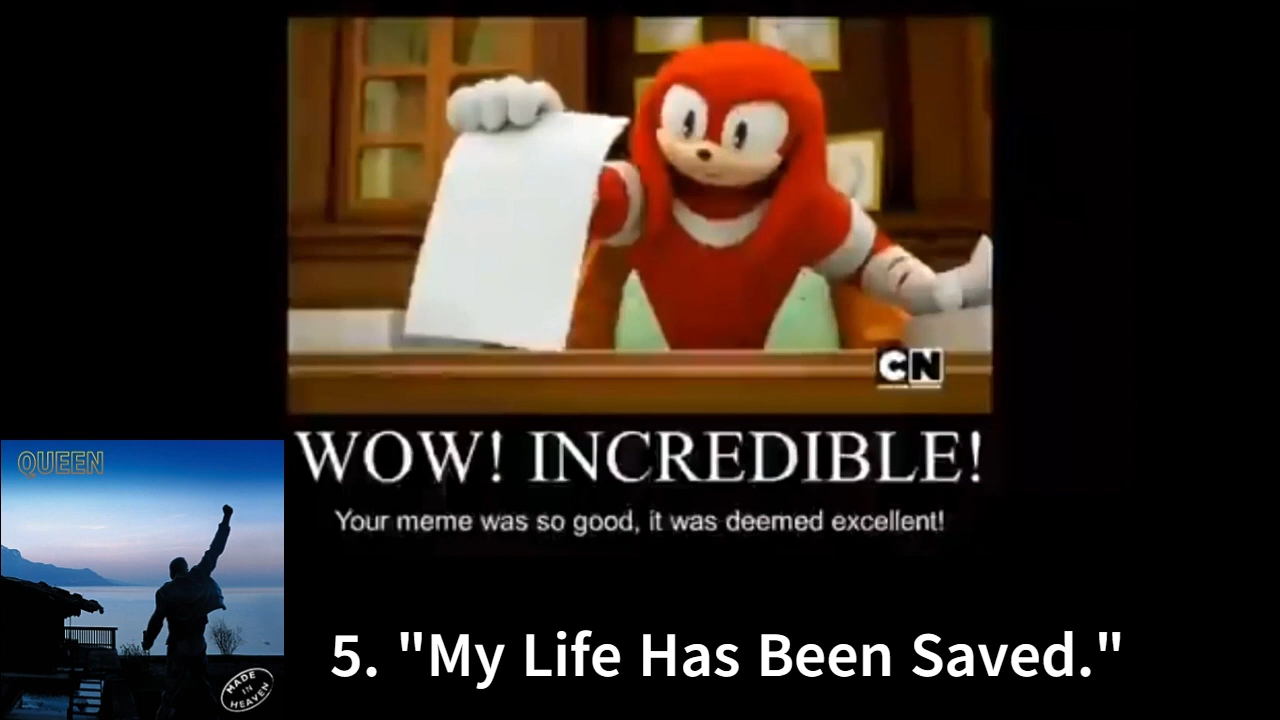 CN
WOW! INCREDIBLE!
Your meme was so good, it was deemed excellent!
QUEEN
MADE
IN
HEAVEN
5. "My Life Has Been Saved."